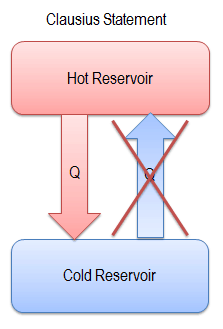 Clausius Statement
Hot Reservoir
Q
Q
Cold Reservoir